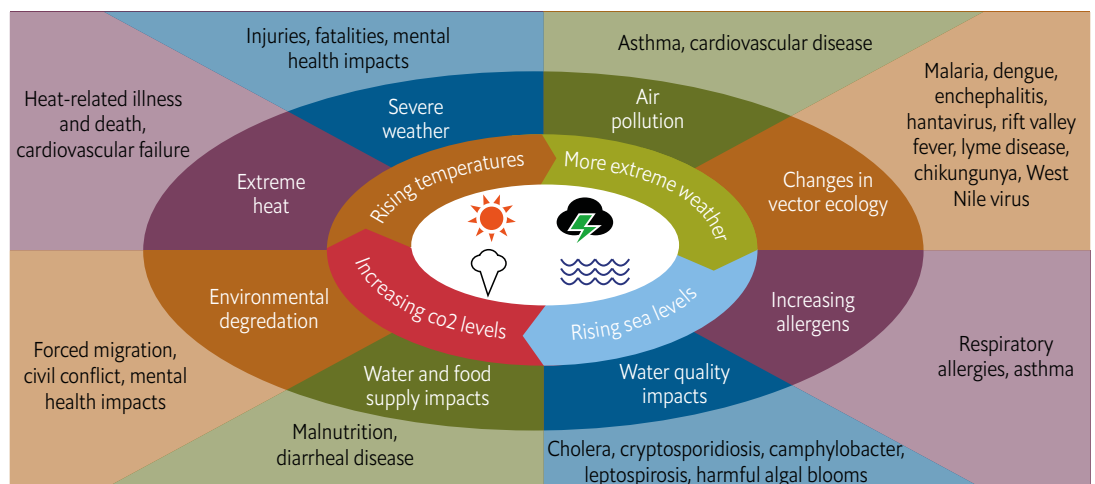 Injuries, fatalities, mental
health impacts
Asthma, cardiovascular disease
Heat-related illness
and death,
cardiovascular failure
Malaria, dengue,
enchephalitis,
hantavirus, rift valley
fever, lyme disease,
chikungunya, West
Nile virus
Severe
weather
Air
pollution
Extreme
heat
Changes in
vector ecology
Rising temperatures
More extreme weather
Increasing co2 levels
Rising sea levels
Environmental
degredation
Increasing
allergens
Water and food
supply impacts
Water quality
impacts
Forced migration,
civil conflict, mental
health impacts
Respiratory
allergies, asthma
Malnutrition,
diarrheal disease
Cholera, cryptosporidiosis, camphylobacter,
leptospirosis, harmful algal blooms